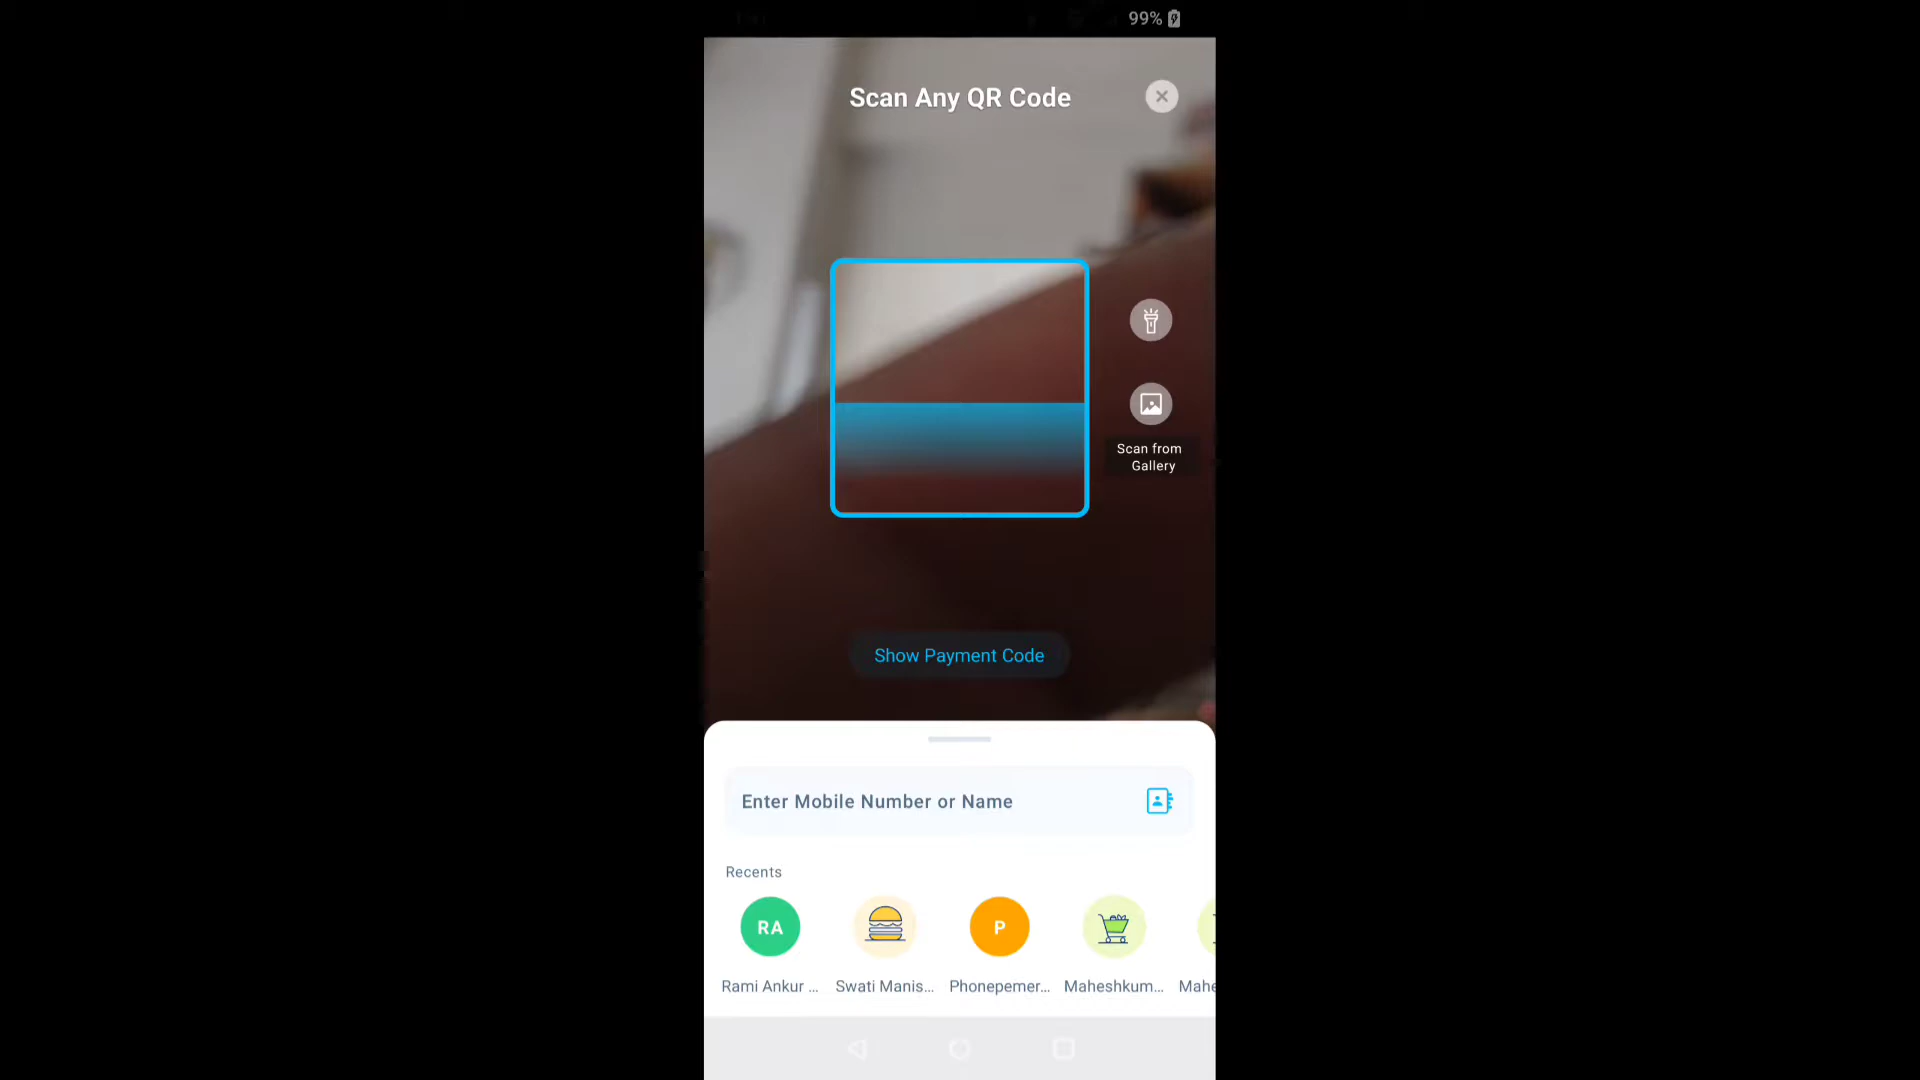 99%
Scan Any QR Code
Scan from
Gallery
Show Payment Code
Enter Mobile Number or Name
Recents
RA
P
Rami Ankur ...
Swati Manis...
Phonepemer...
Maheshkum...
Mahe